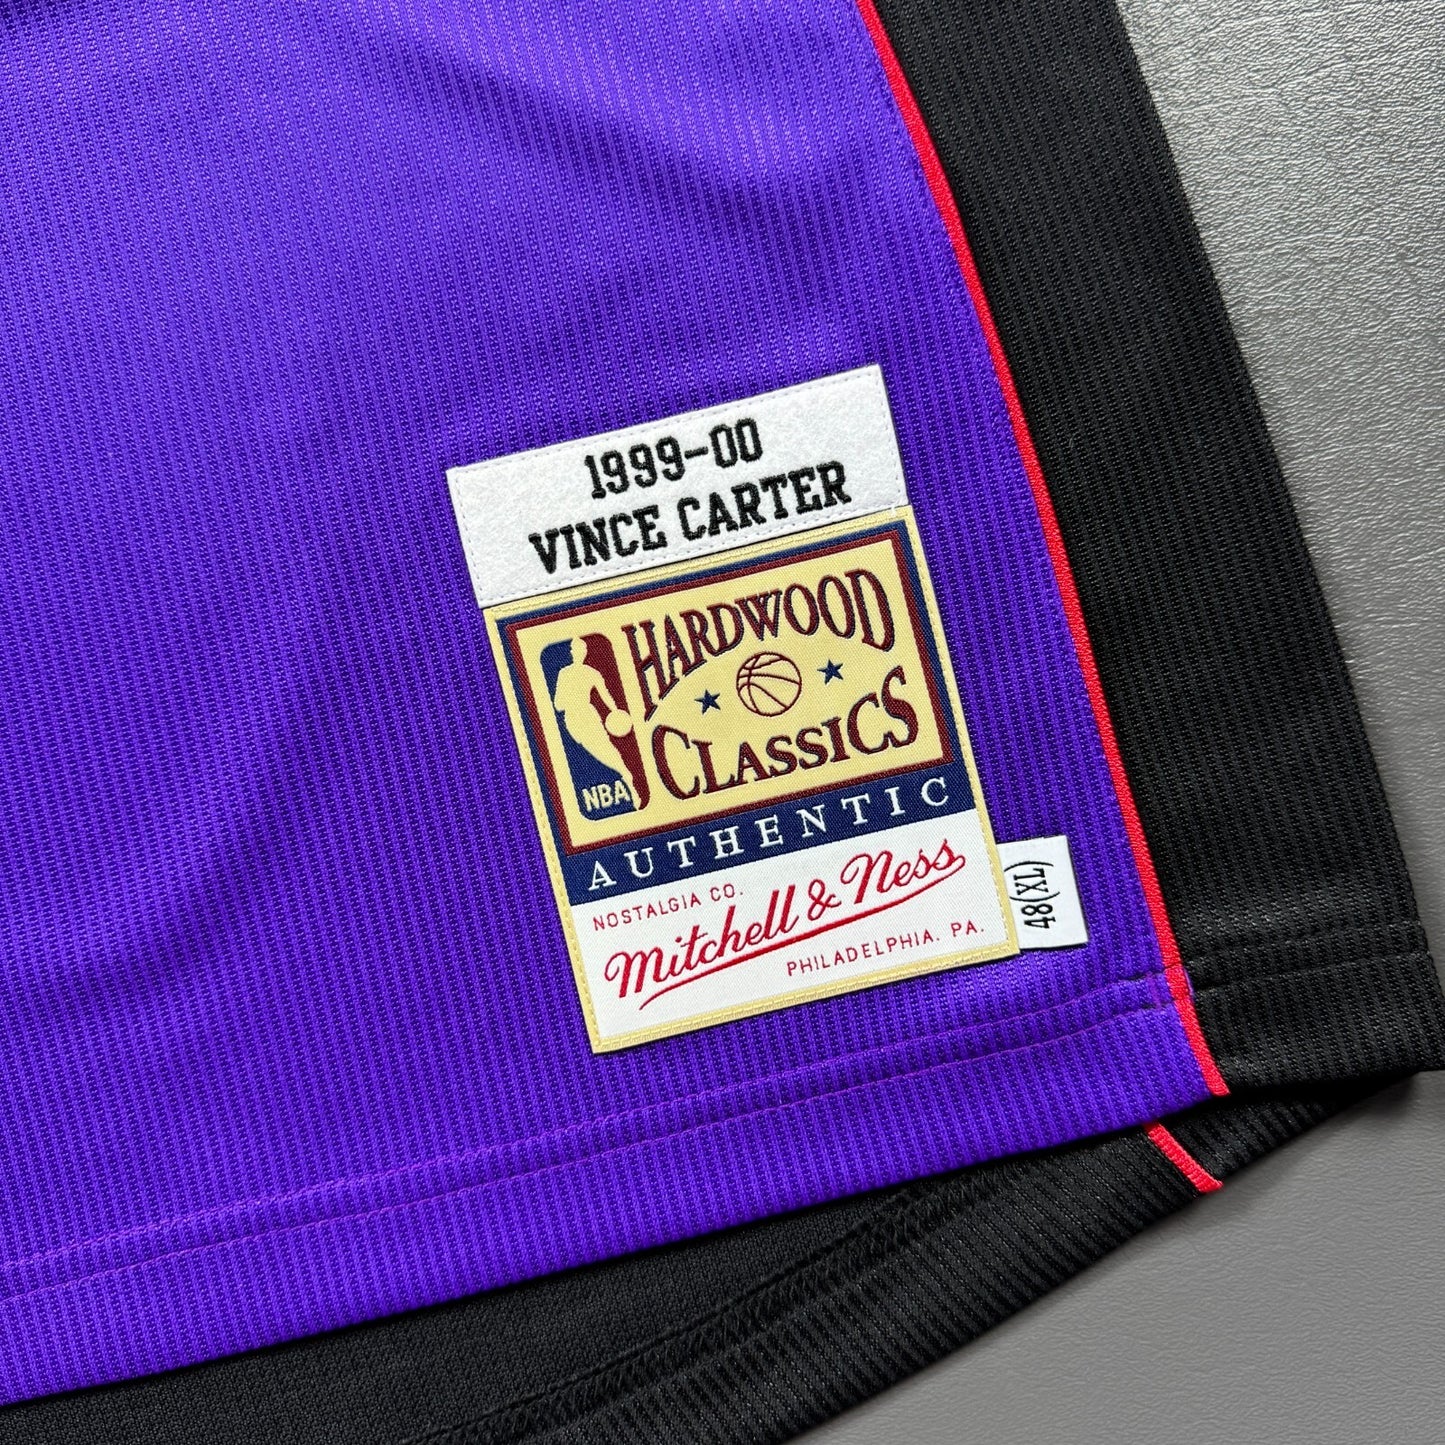 1999-00
VINCE CARTER
HARDWOOD
CLASSICS
NBA
AUTHENTIC
NOSTALGIA CO.
Mitchell & Ness
PHILADELPHIA. PA.
48(XL)